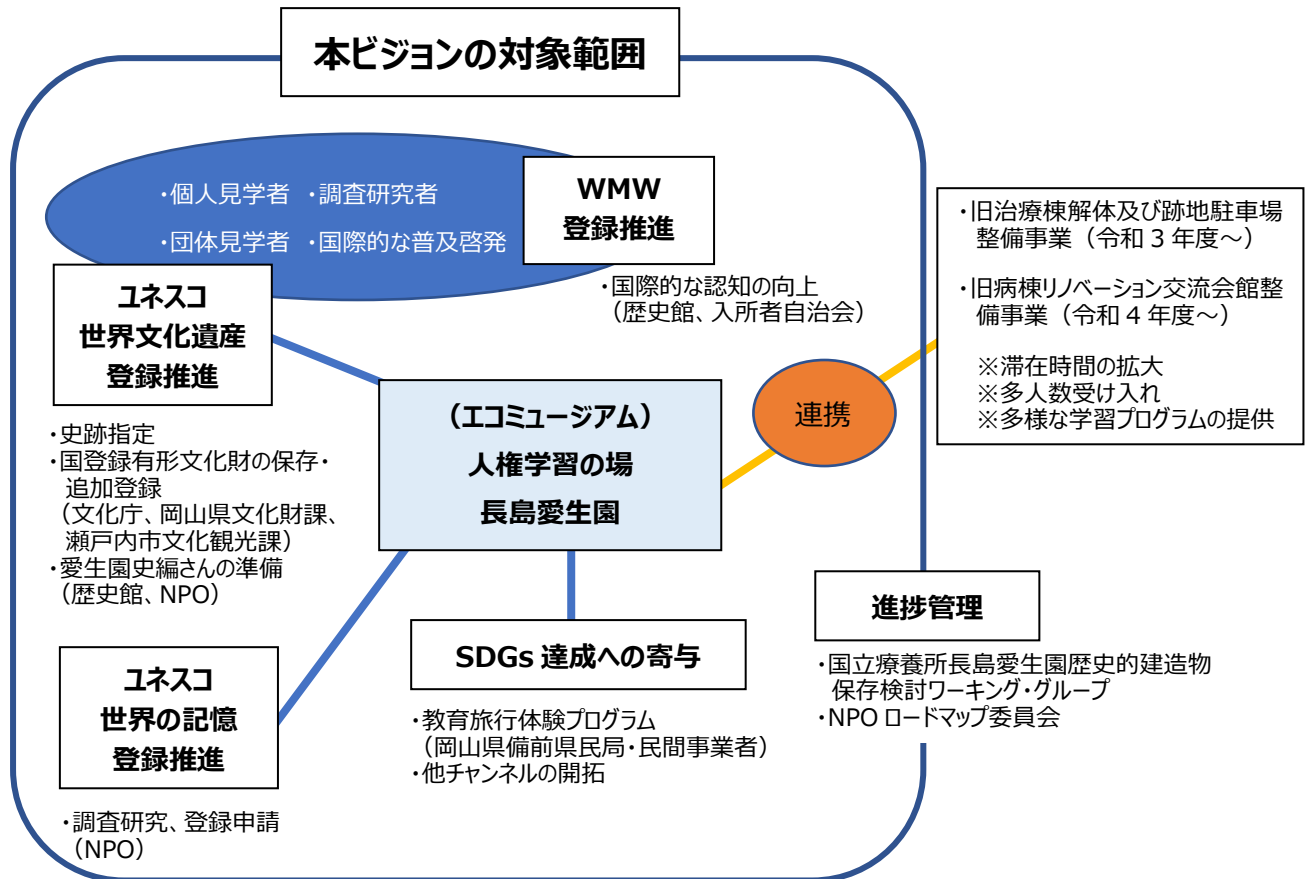 本ビジョンの対象範囲
・個人見学者 ・調査研究者
・団体見学者 ・国際的な普及啓発
WMW
登録推進
・国際的な認知の向上
(歴史館、入所者自治会)
ユネスコ
世界文化遺産
登録推進
・史跡指定
・国登録有形文化財の保存・
追加登録
(文化庁、岡山県文化財課、
瀬戸内市文化観光課)
・愛生園史編さんの準備
(歴史館、NPO)
(エコミュージアム)
人権学習の場
長島愛生園
連携
・旧治療棟解体及び跡地駐車場
整備事業(令和3年度~)
・旧病棟リノベーション交流会館整
備事業(令和4年度~)
※滞在時間の拡大
※多人数受け入れ
※多様な学習プログラムの提供
ユネスコ
世界の記憶
登録推進
・調査研究、登録申請
(NPO)
SDGs 達成への寄与
・教育旅行体験プログラム
(岡山県備前県民局・民間事業者)
・他チャンネルの開拓
進捗管理
・国立療養所長島愛生園歴史的建造物
保存検討ワーキング・グループ
・NPO ロードマップ委員会